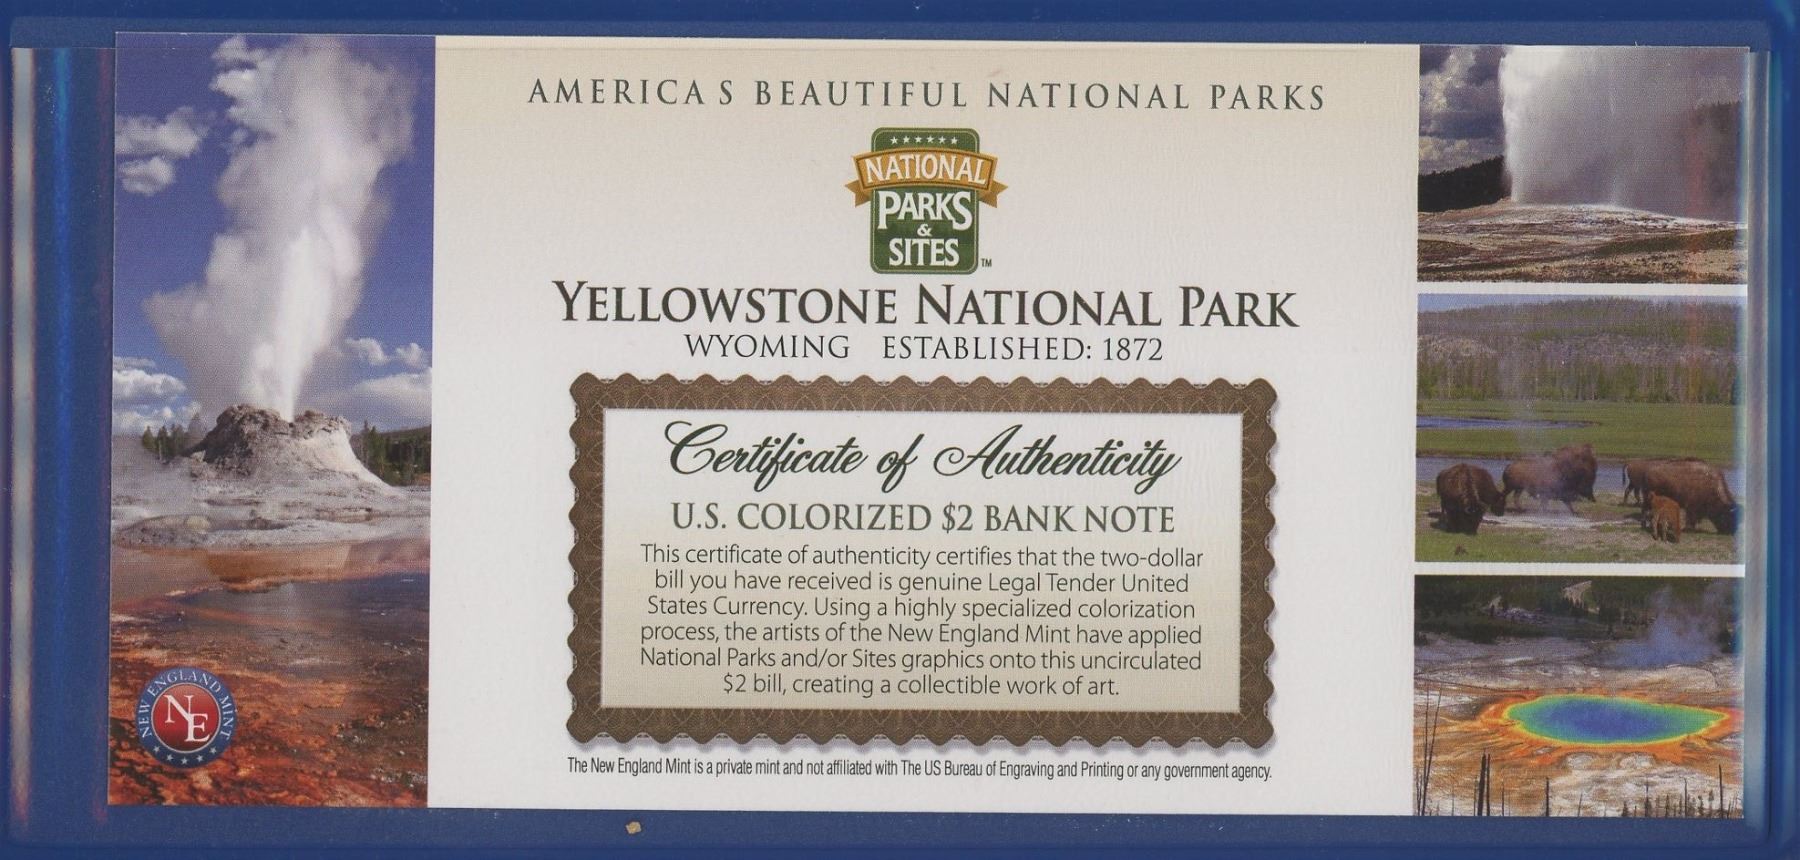 AMERICA S BEAUTIFUL NATIONAL PARKS
NATIONAL
PARKS
&
SITES
TM
YELLOWSTONE NATIONAL PARK
WYOMING ESTABLISHED: 1872
Certificate of Authenticity
U.S. COLORIZED $2 BANK NOTE
This certificate of authenticity certifies that the two-dollar
bill you have received is genuine Legal Tender United
States Currency. Using a highly specialized colorization
process, the artists of the New England Mint have applied
National Parks and/or Sites graphics onto this uncirculated
$2 bill, creating a collectible work of art.
NEW ENGLAND MINT
NE
The New England Mint is a private mint and not affiliated with The US Bureau of Engraving and Printing or any government agency.